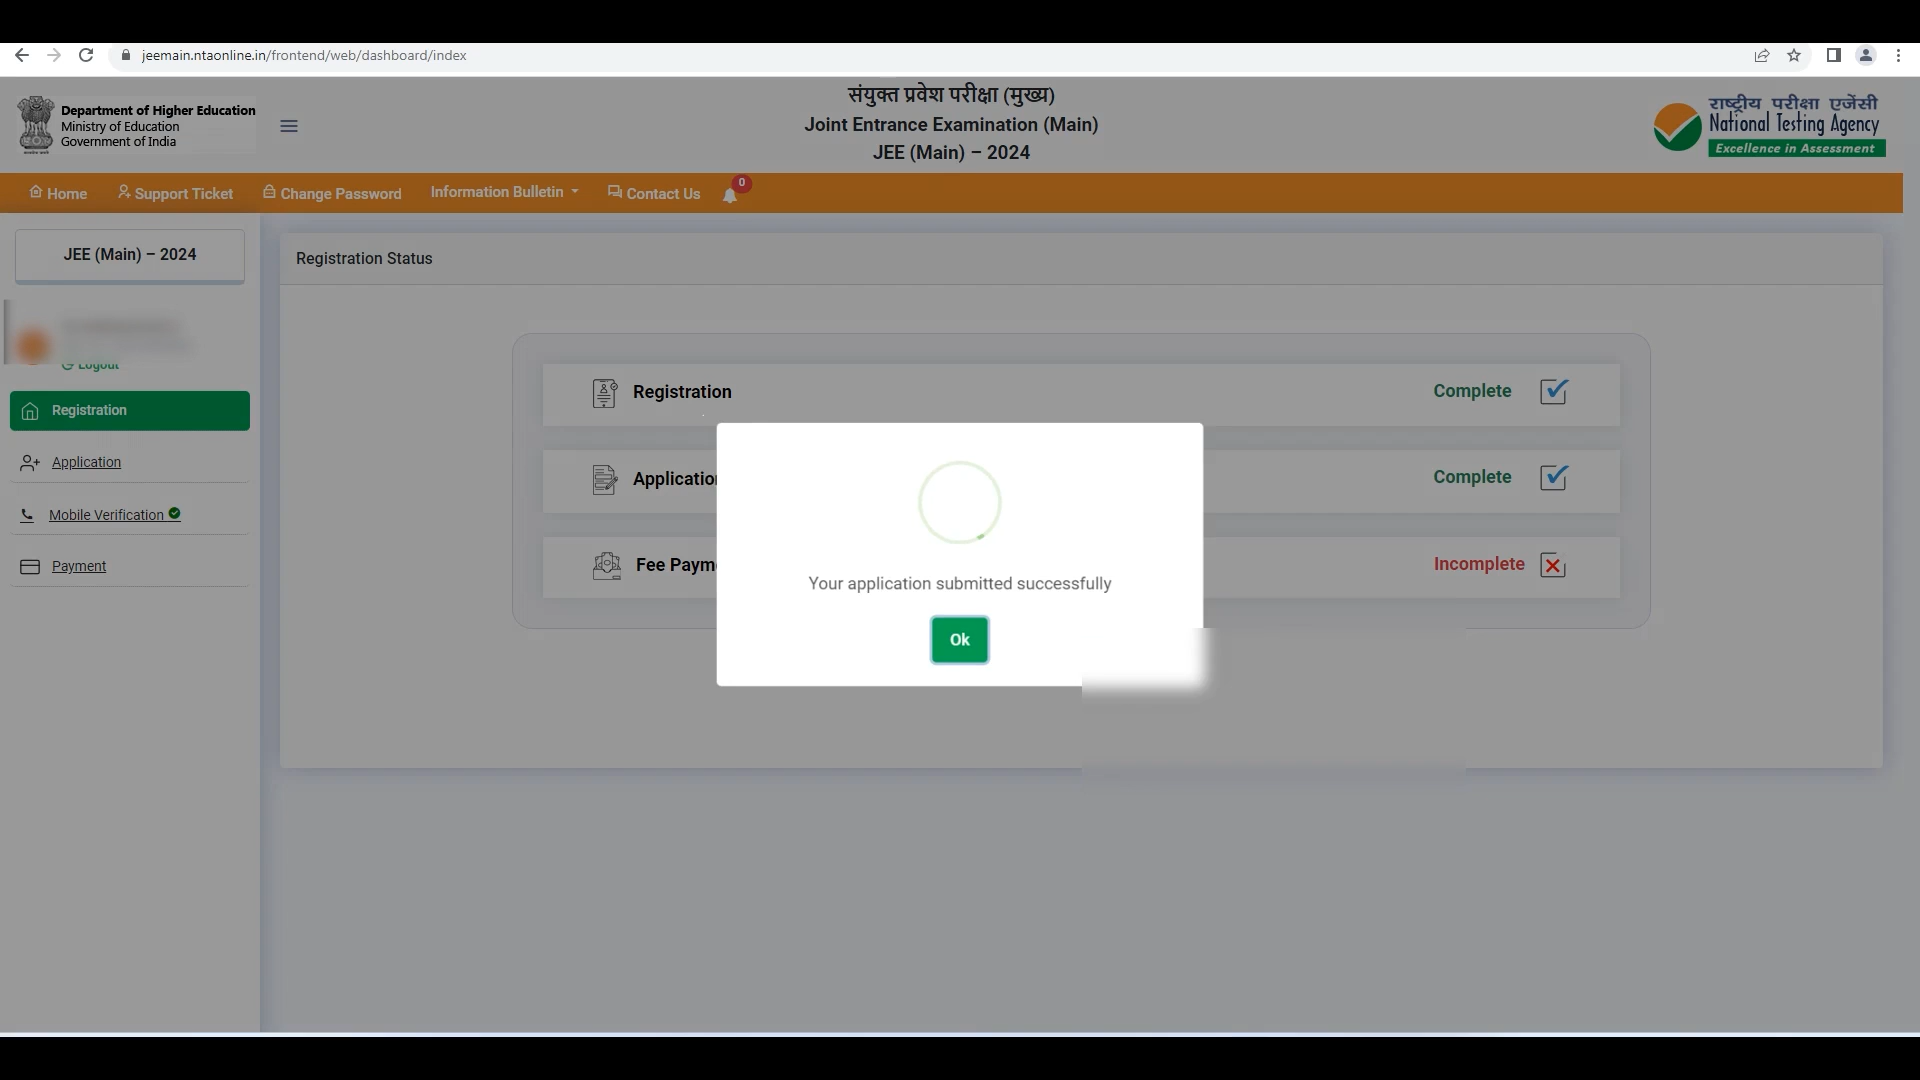 jeemain.ntaonline.in/frontend/web/dashboard/index
Department of Higher Education
Ministry of Education
Government of India
संयुक्त प्रवेश परीक्षा (मुख्य)
Joint Entrance Examination (Main)
JEE (Main) – 2024
राष्ट्रीय परीक्षा एजेंसी
National Testing Agency
Excellence in Assessment
Home Support Ticket Change Password Information Bulletin Contact Us 0
JEE (Main) – 2024
Logout
Registration
Application
Mobile Verification
Payment
Registration Status
Registration Complete
Applicatio Complete
Fee Paym Incomplete
Your application submitted successfully
Ok